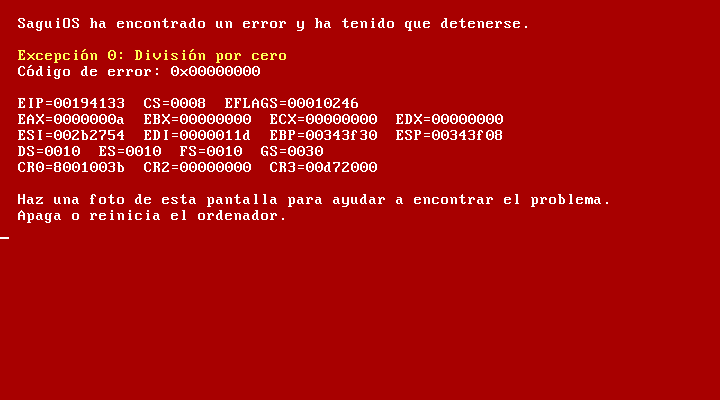 SaguiOS ha encontrado un error y ha tenido que detenerse.
Excepción 0: División por cero
Código de error: 0x00000000
EIP=00194133  CS=0008  EFLAGS=00010246
EAX=0000000a  EBX=00000000  ECX=00000000  EDX=00000000
ESI=002b2754  EDI=0000011d  EBP=00343f30  ESP=00343f08
DS=0010  ES=0010  FS=0010  GS=0030
CR0=8001003b  CR2=00000000  CR3=00d72000
Haz una foto de esta pantalla para ayudar a encontrar el problema.
Apaga o reinicia el ordenador.